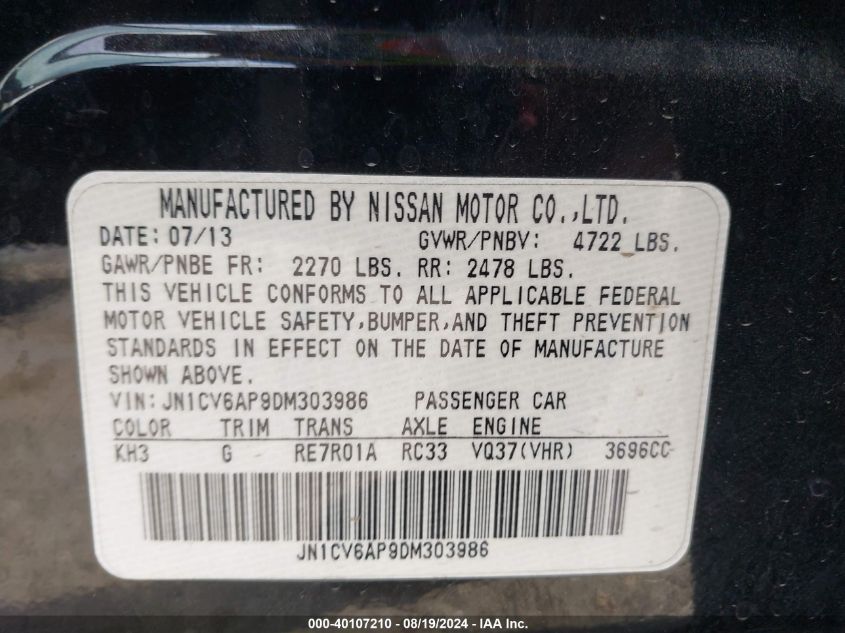 MANUFACTURED BY NISSAN MOTOR CO.,LTD.
DATE: 07/13 GVWR/PNBV: 4722 LBS.
GAWR/PNBE FR: 2270 LBS. RR: 2478 LBS.
THIS VEHICLE CONFORMS TO ALL APPLICABLE FEDERAL
MOTOR VEHICLE SAFETY,BUMPER,AND THEFT PREVENTION
STANDARDS IN EFFECT ON THE DATE OF MANUFACTURE
SHOWN ABOVE.
VIN: JN1CV6AP9DM303986 PASSENGER CAR
COLOR TRIM TRANS AXLE ENGINE
KH3 G RE7R01A RC33 VQ37(VHR) 3696CC
JN1CV6AP9DM303986
000-40107210 - 08/19/2024 - IAA Inc.